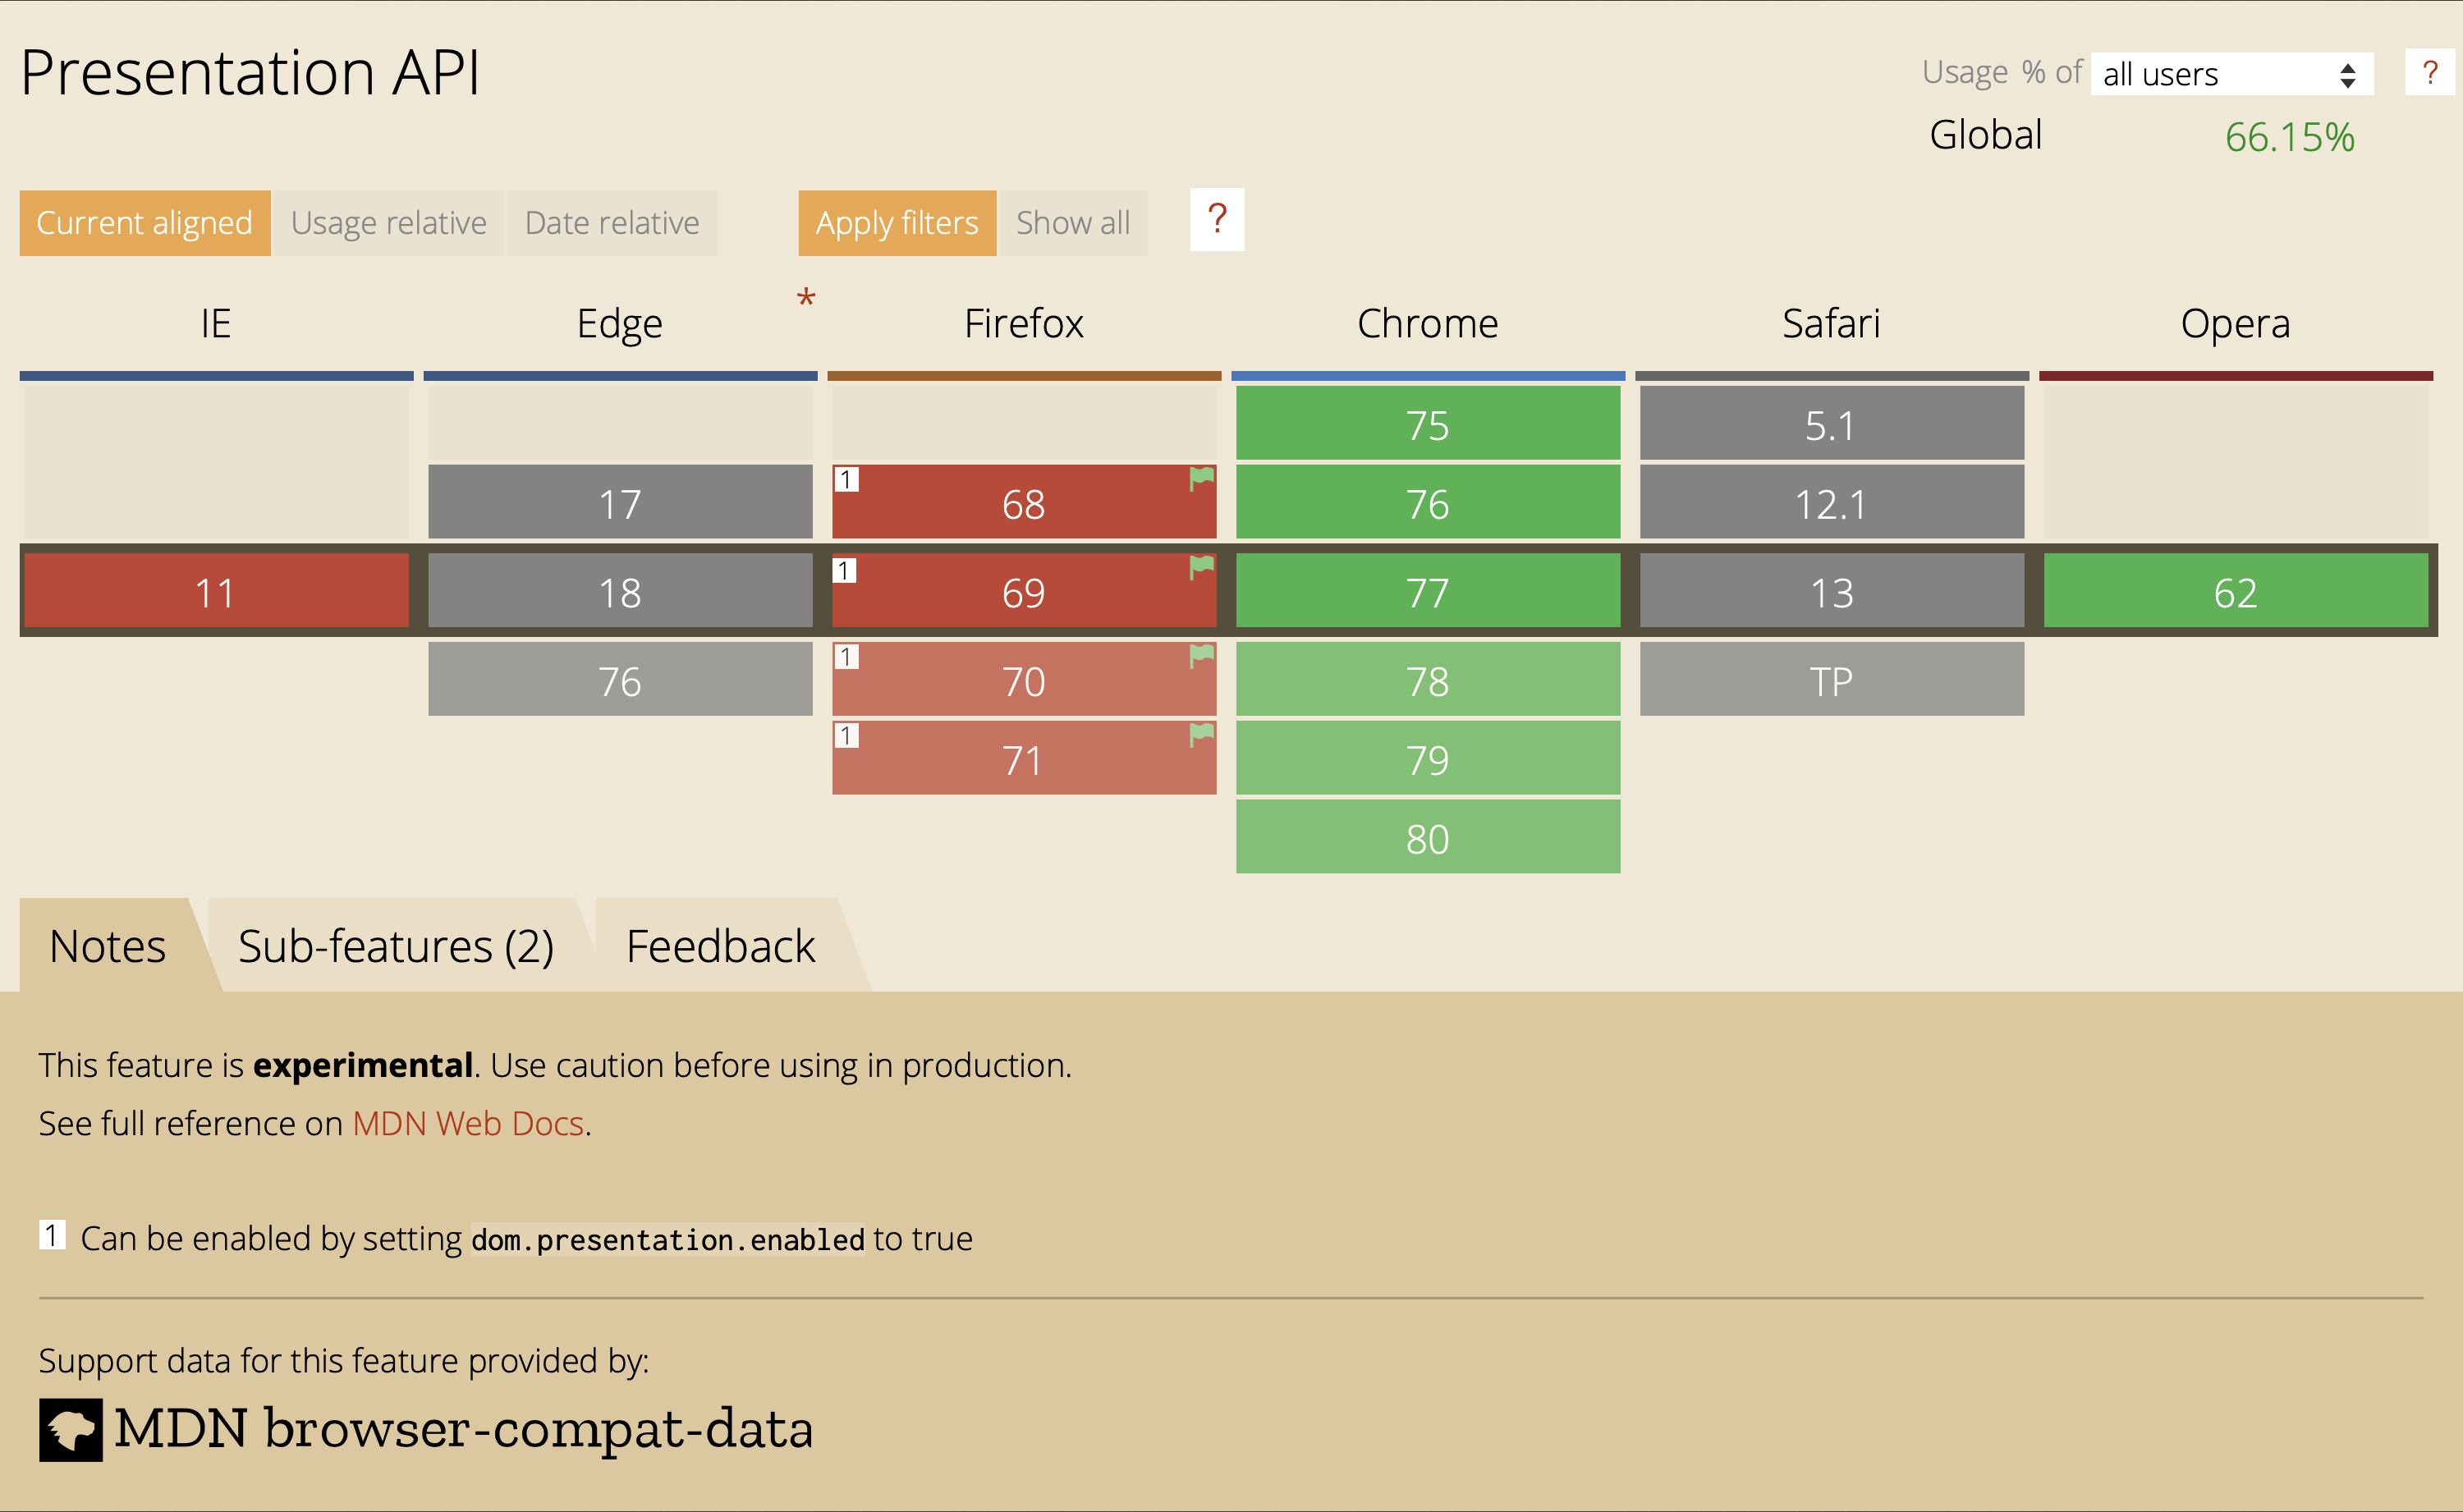 Presentation API
Usage % of all users ?
Global 66.15%
Current aligned Usage relative Date relative Apply filters Show all ?
IE Edge * Firefox Chrome Safari Opera
75 5.1
17 1 68 76 12.1
11 18 1 69 77 13 62
76 1 70 78 TP
1 71 79
80
Notes Sub-features (2) Feedback
This feature is experimental. Use caution before using in production.
See full reference on MDN Web Docs.
1 Can be enabled by setting dom.presentation.enabled to true
Support data for this feature provided by:
MDN browser-compat-data